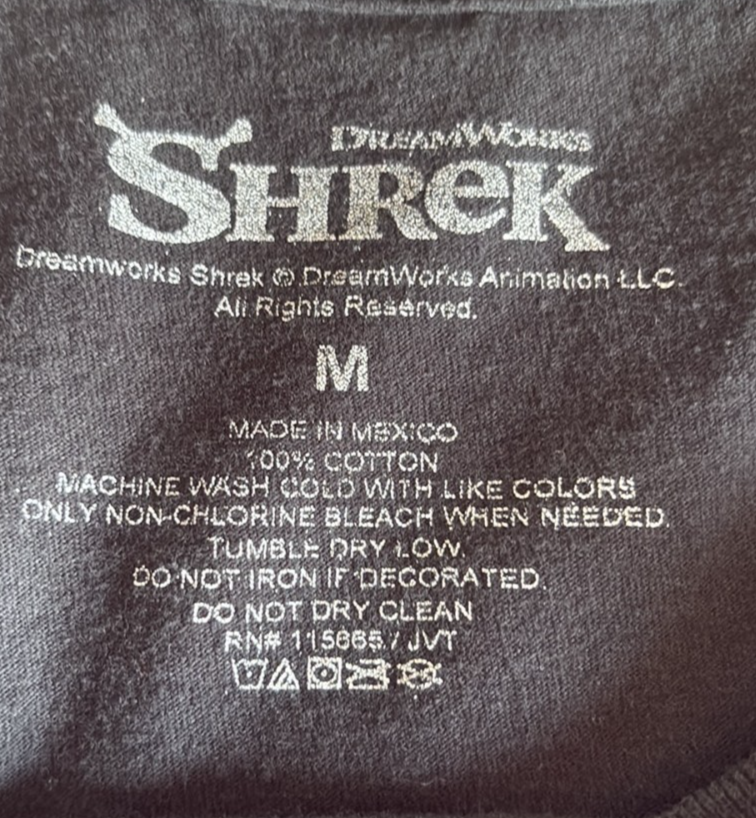 DREAMWORKS
SHREK
Dreamworks Shrek © DreamWorks Animation LLC.
All Rights Reserved.
M
MADE IN MEXICO
100% COTTON
MACHINE WASH COLD WITH LIKE COLORS
ONLY NON-CHLORINE BLEACH WHEN NEEDED.
TUMBLE DRY LOW.
DO NOT IRON IF DECORATED.
DO NOT DRY CLEAN
RN# 115665 / JVT